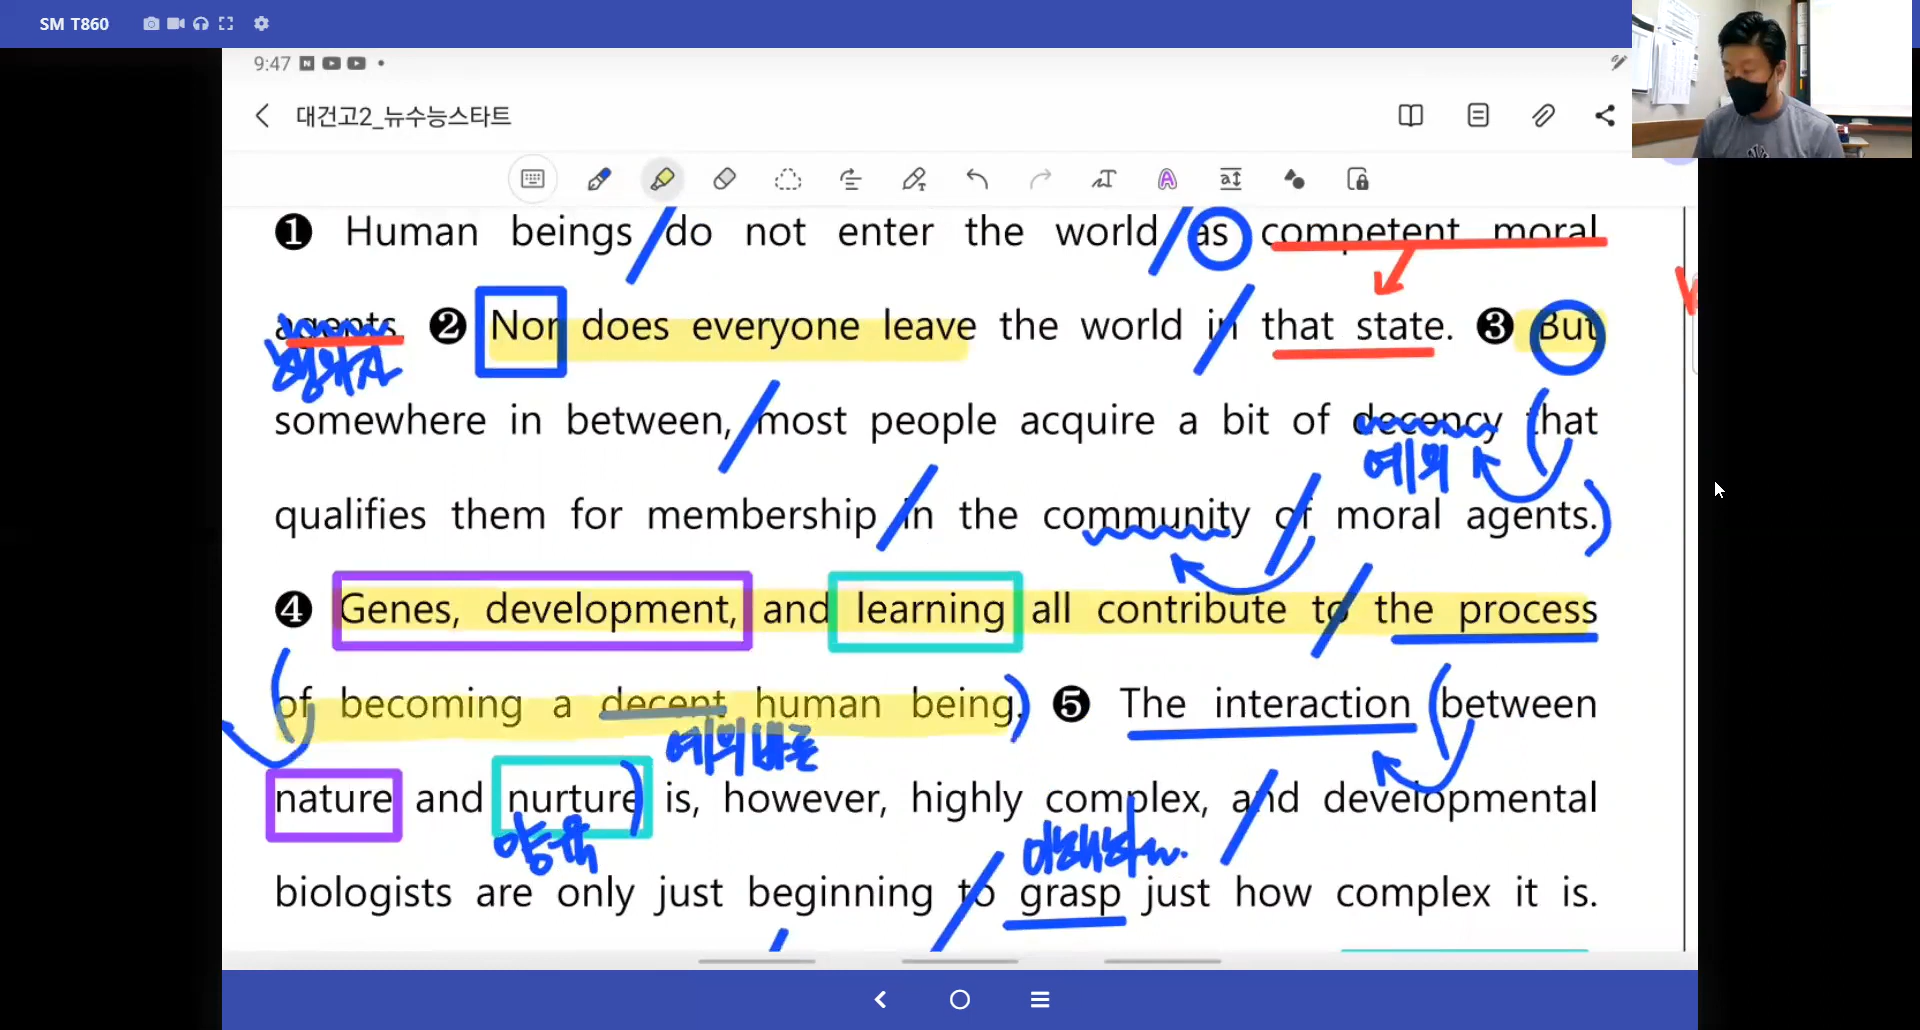 SM T860
9:47
대건고2_뉴수능스타트
❶ Human beings do not enter the world as competent moral
agents. ❷ Nor does everyone leave the world in that state. ❸ But
행위자
somewhere in between, most people acquire a bit of decency that
예의
qualifies them for membership in the community of moral agents.
❹ Genes, development, and learning all contribute to the process
of becoming a decent human being. ❺ The interaction between
예의바른
nature and nurture is, however, highly complex, and developmental
양육
이해하다.
biologists are only just beginning to grasp just how complex it is.